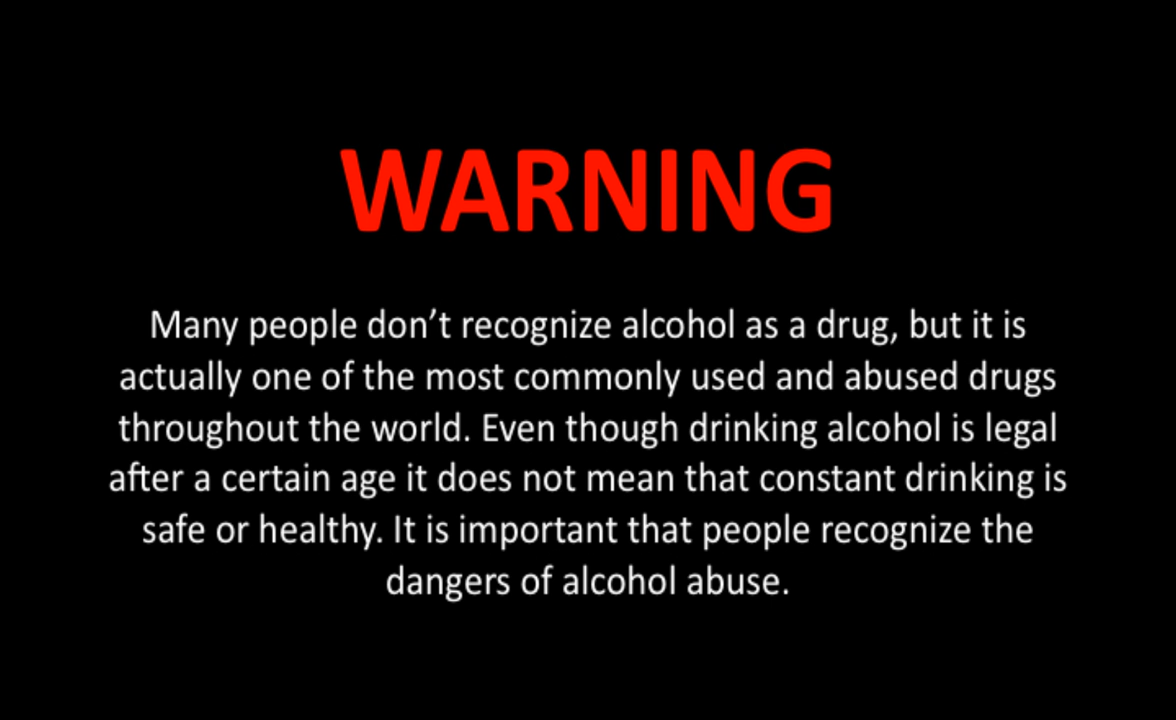 WARNING
Many people don’t recognize alcohol as a drug, but it is
actually one of the most commonly used and abused drugs
throughout the world. Even though drinking alcohol is legal
after a certain age it does not mean that constant drinking is
safe or healthy. It is important that people recognize the
dangers of alcohol abuse.